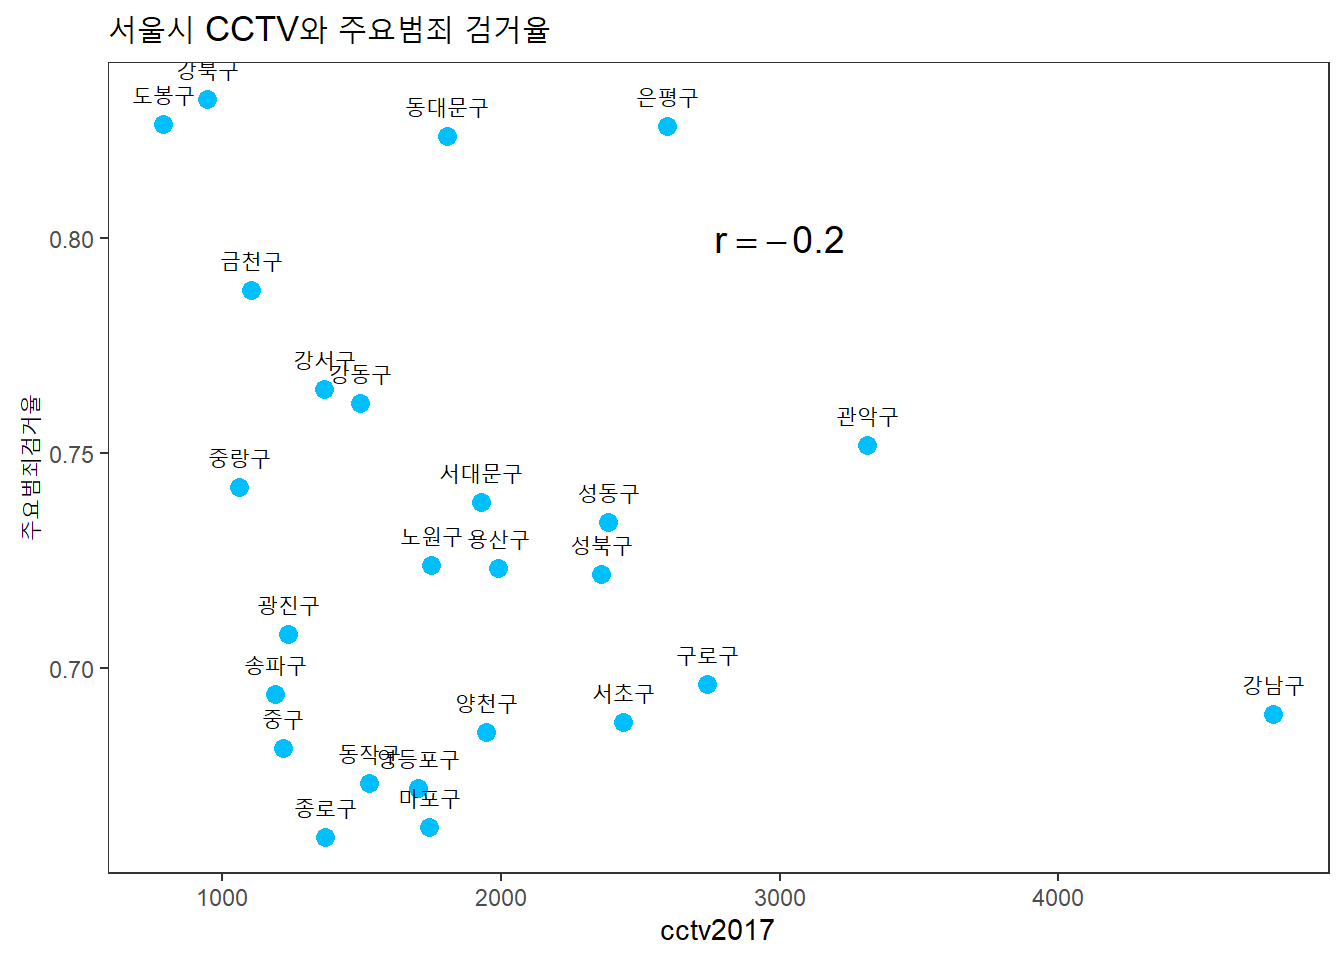 서울시 CCTV와 주요범죄 검거율
강북구
도봉구
동대문구
은평구
0.80
r = −0.2
금천구
강서구
강동구
관악구
주요범죄검거율
0.75
중랑구
서대문구
성동구
노원구
용산구
성북구
광진구
구로구
송파구
0.70
강남구
서초구
양천구
중구
동작구
영등포구
마포구
종로구
1000
2000
3000
4000
cctv2017